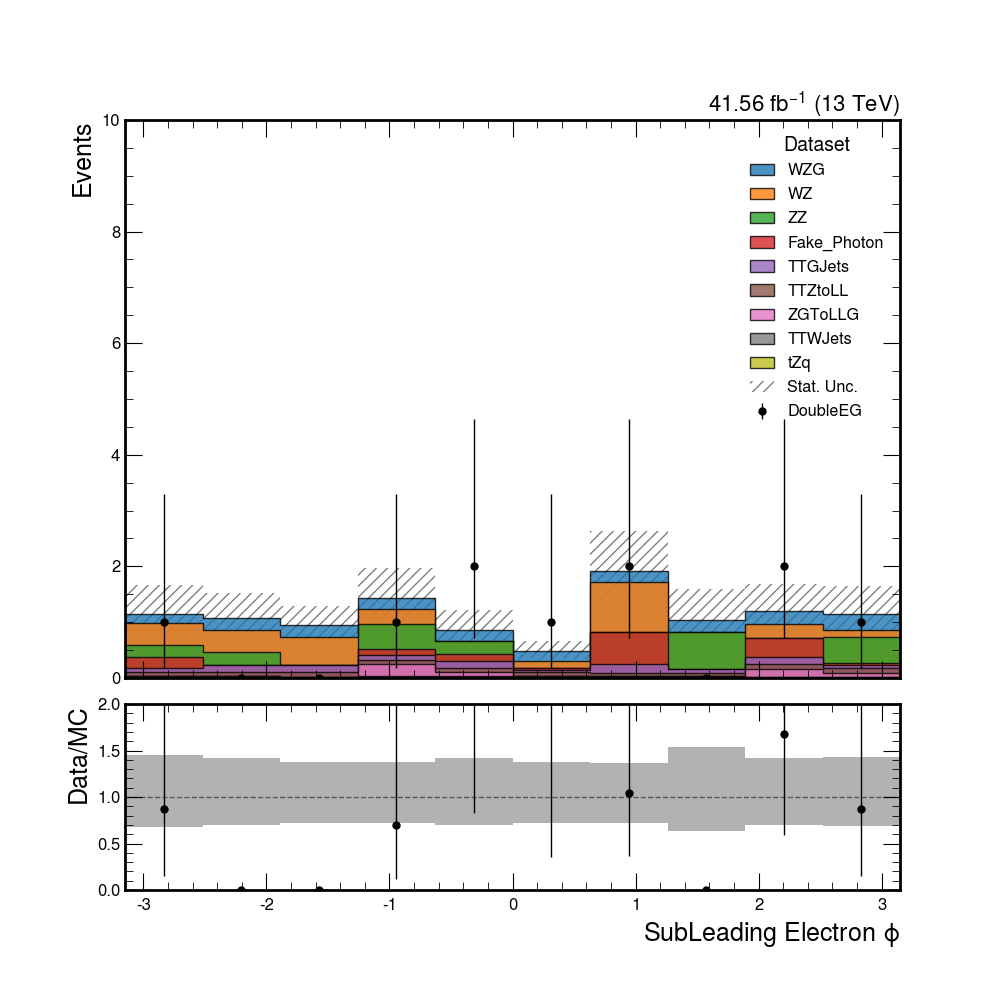 41.56 fb⁻¹ (13 TeV)
Events
10
8
6
4
2
0
Dataset
WZG
WZ
ZZ
Fake_Photon
TTGJets
TTZtoLL
ZGToLLG
TTWJets
tZq
Stat. Unc.
DoubleEG
Data/MC
2.0
1.5
1.0
0.5
0.0
-3 -2 -1 0 1 2 3
SubLeading Electron ϕ